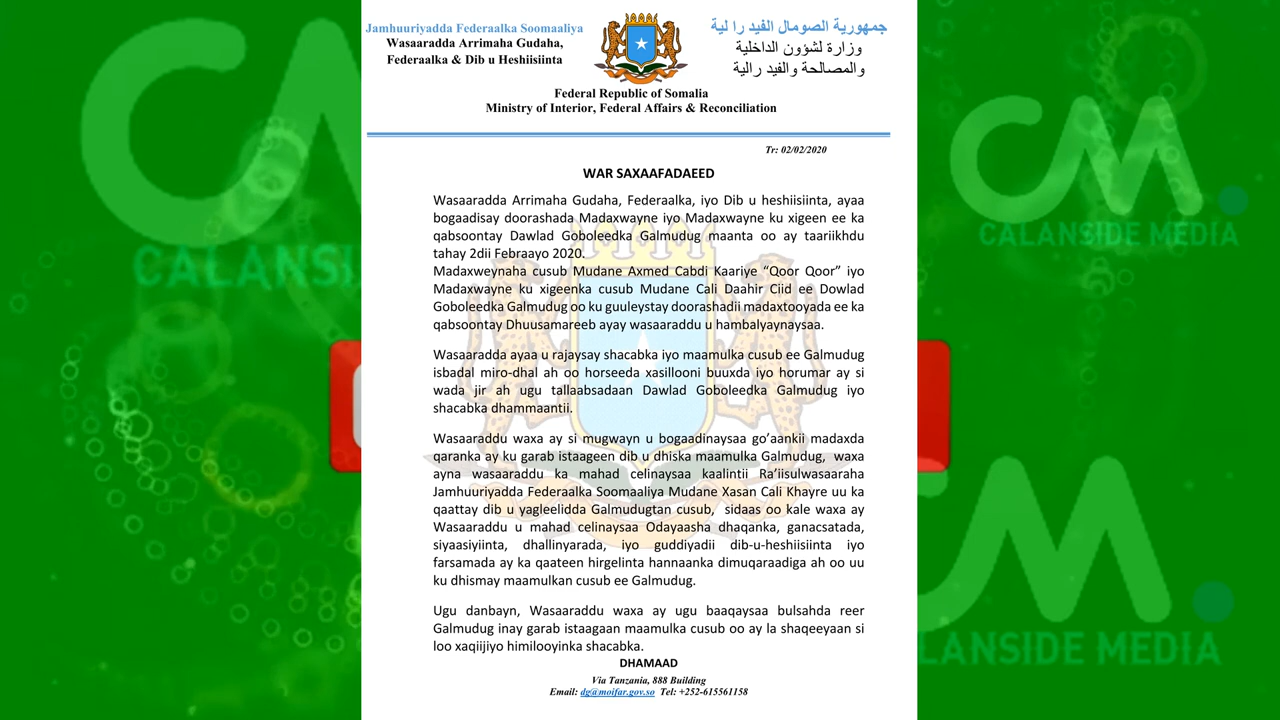 Jamhuuriyadda Federaalka Soomaaliya
Wasaaradda Arrimaha Gudaha,
Federaalka & Dib u Heshiisiinta
جمهورية الصومال الفيد را لية
وزارة لشؤون الداخلية
والمصالحة والفيد رالية
Federal Republic of Somalia
Ministry of Interior, Federal Affairs & Reconciliation
Tr: 02/02/2020
WAR SAXAAFADAEED
Wasaaradda Arrimaha Gudaha, Federaalka, iyo Dib u heshiisiinta, ayaa
bogaadisay doorashada Madaxwayne iyo Madaxwayne ku xigeen ee ka
qabsoontay Dawlad Goboleedka Galmudug maanta oo ay taariikhdu
tahay 2dii Febraayo 2020.
Madaxweynaha cusub Mudane Axmed Cabdi Kaariye “Qoor Qoor” iyo
Madaxwayne ku xigeenka cusub Mudane Cali Daahir Ciid ee Dowlad
Goboleedka Galmudug oo ku guuleystay doorashadii madaxtooyada ee ka
qabsoontay Dhuusamareeb ayay wasaaraddu u hambalyaynaysaa.
Wasaaradda ayaa u rajaysay shacabka iyo maamulka cusub ee Galmudug
isbadal miro-dhal ah oo horseeda xasillooni buuxda iyo horumar ay si
wada jir ah ugu tallaabsadaan Dawlad Goboleedka Galmudug iyo
shacabka dhammaantii.
Wasaaraddu waxa ay si mugwayn u bogaadinaysaa go’aankii madaxda
qaranka ay ku garab istaageen dib u dhiska maamulka Galmudug, waxa
ayna wasaaraddu ka mahad celinaysaa kaalintii Ra’iisulwasaaraha
Jamhuuriyadda Federaalka Soomaaliya Mudane Xasan Cali Khayre uu ka
qaattay dib u yagleelidda Galmudugtan cusub, sidaas oo kale waxa ay
Wasaaraddu u mahad celinaysaa Odayaasha dhaqanka, ganacsatada,
siyaasiyiinta, dhallinyarada, iyo guddiyadii dib-u-heshiisiinta iyo
farsamada ay ka qaateen hirgelinta hannaanka dimuqaraadiga ah oo uu
ku dhismay maamulkan cusub ee Galmudug.
Ugu danbayn, Wasaaraddu waxa ay ugu baaqaysaa bulsahda reer
Galmudug inay garab istaagaan maamulka cusub oo ay la shaqeeyaan si
loo xaqiijiyo himilooyinka shacabka.
DHAMAAD
Via Tanzania, 888 Building
Email: dg@moifar.gov.so Tel: +252-615561158
CM
CALANSIDE
CM
CALANSIDE MEDIA
CM
CALANSIDE MEDIA